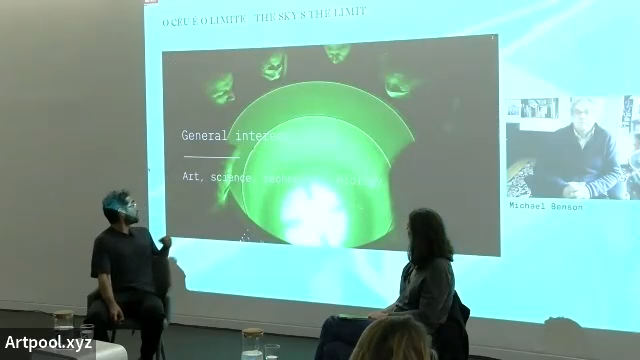 O CÉU É O LIMITE THE SKY'S THE LIMIT
General intere
Art, science,
Michael Benson
Artpool.xyz